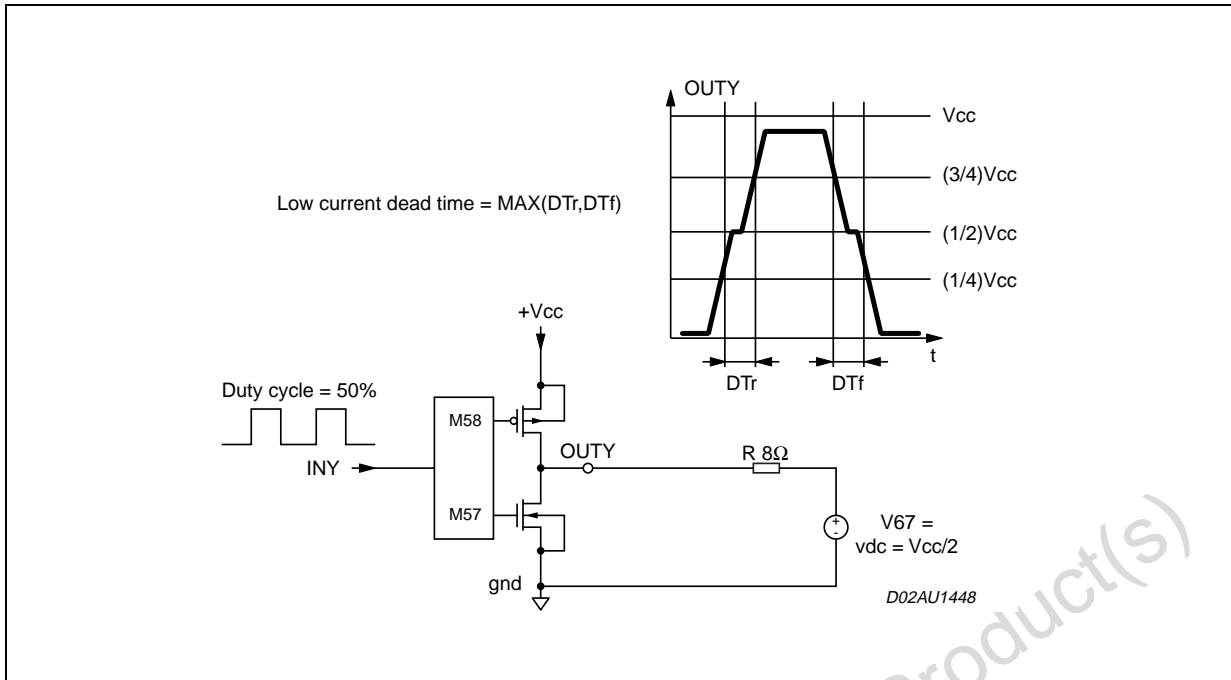 OUTY
Vcc
(3/4)Vcc
Low current dead time = MAX(DTr,DTf)
(1/2)Vcc
(1/4)Vcc
+Vcc
t
DTr
DTf
Duty cycle = 50%
M58
OUTY
R 8Ω
INY
M57
+
-
V67 =
vdc = Vcc/2
gnd
D02AU1448
Product(s)